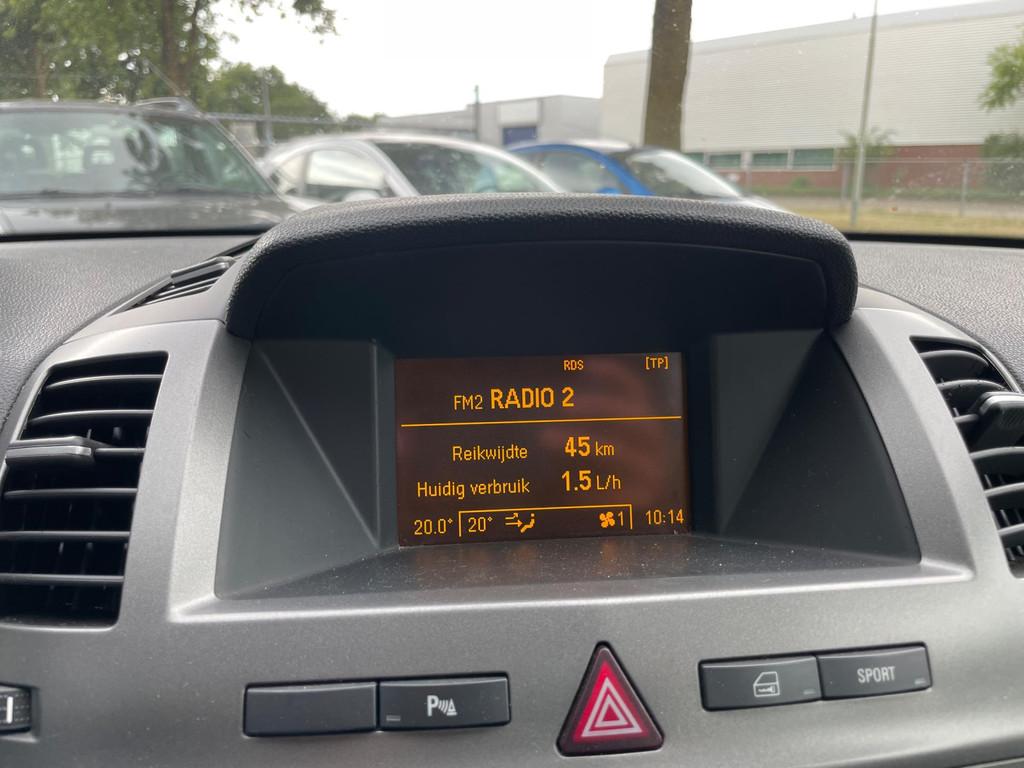 RDS [TP]
FM2 RADIO 2
Reikwijdte 45 km
Huidig verbruik 1.5 L/h
20.0° 20° 1 10:14
P
SPORT